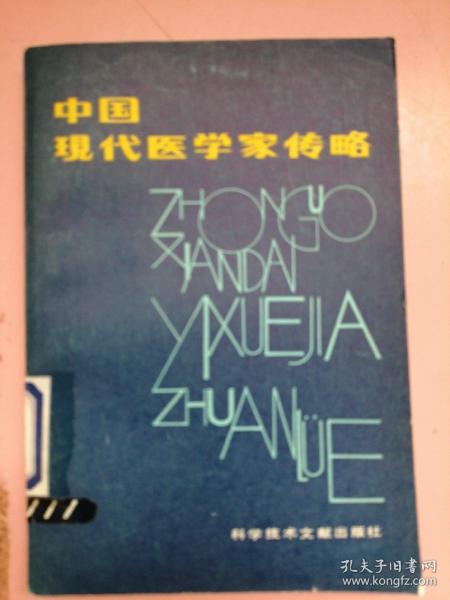 中国
现代医学家传略
ZHONGUO
XIANDAI
YIXUEJIA
ZHUANLÜE
科学技术文献出版社
孔夫子旧书网
www.kongfz.com